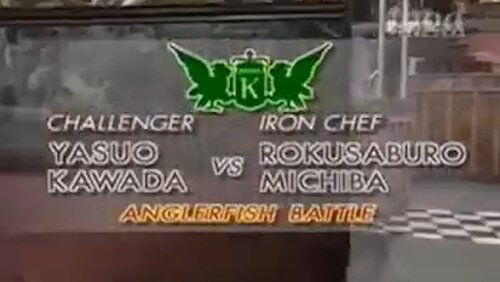 K
CHALLENGER IRON CHEF
YASUO VS ROKUSABURO
KAWADA MICHIBA
ANGLERFISH BATTLE